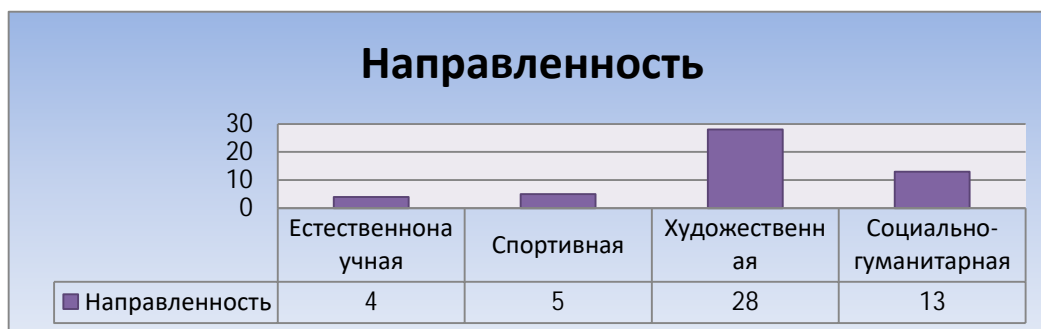 Направленность
30
20
10
0
Естественнона
учная
Спортивная
Художественн
ая
Социально-
гуманитарная
Направленность 4 5 28 13